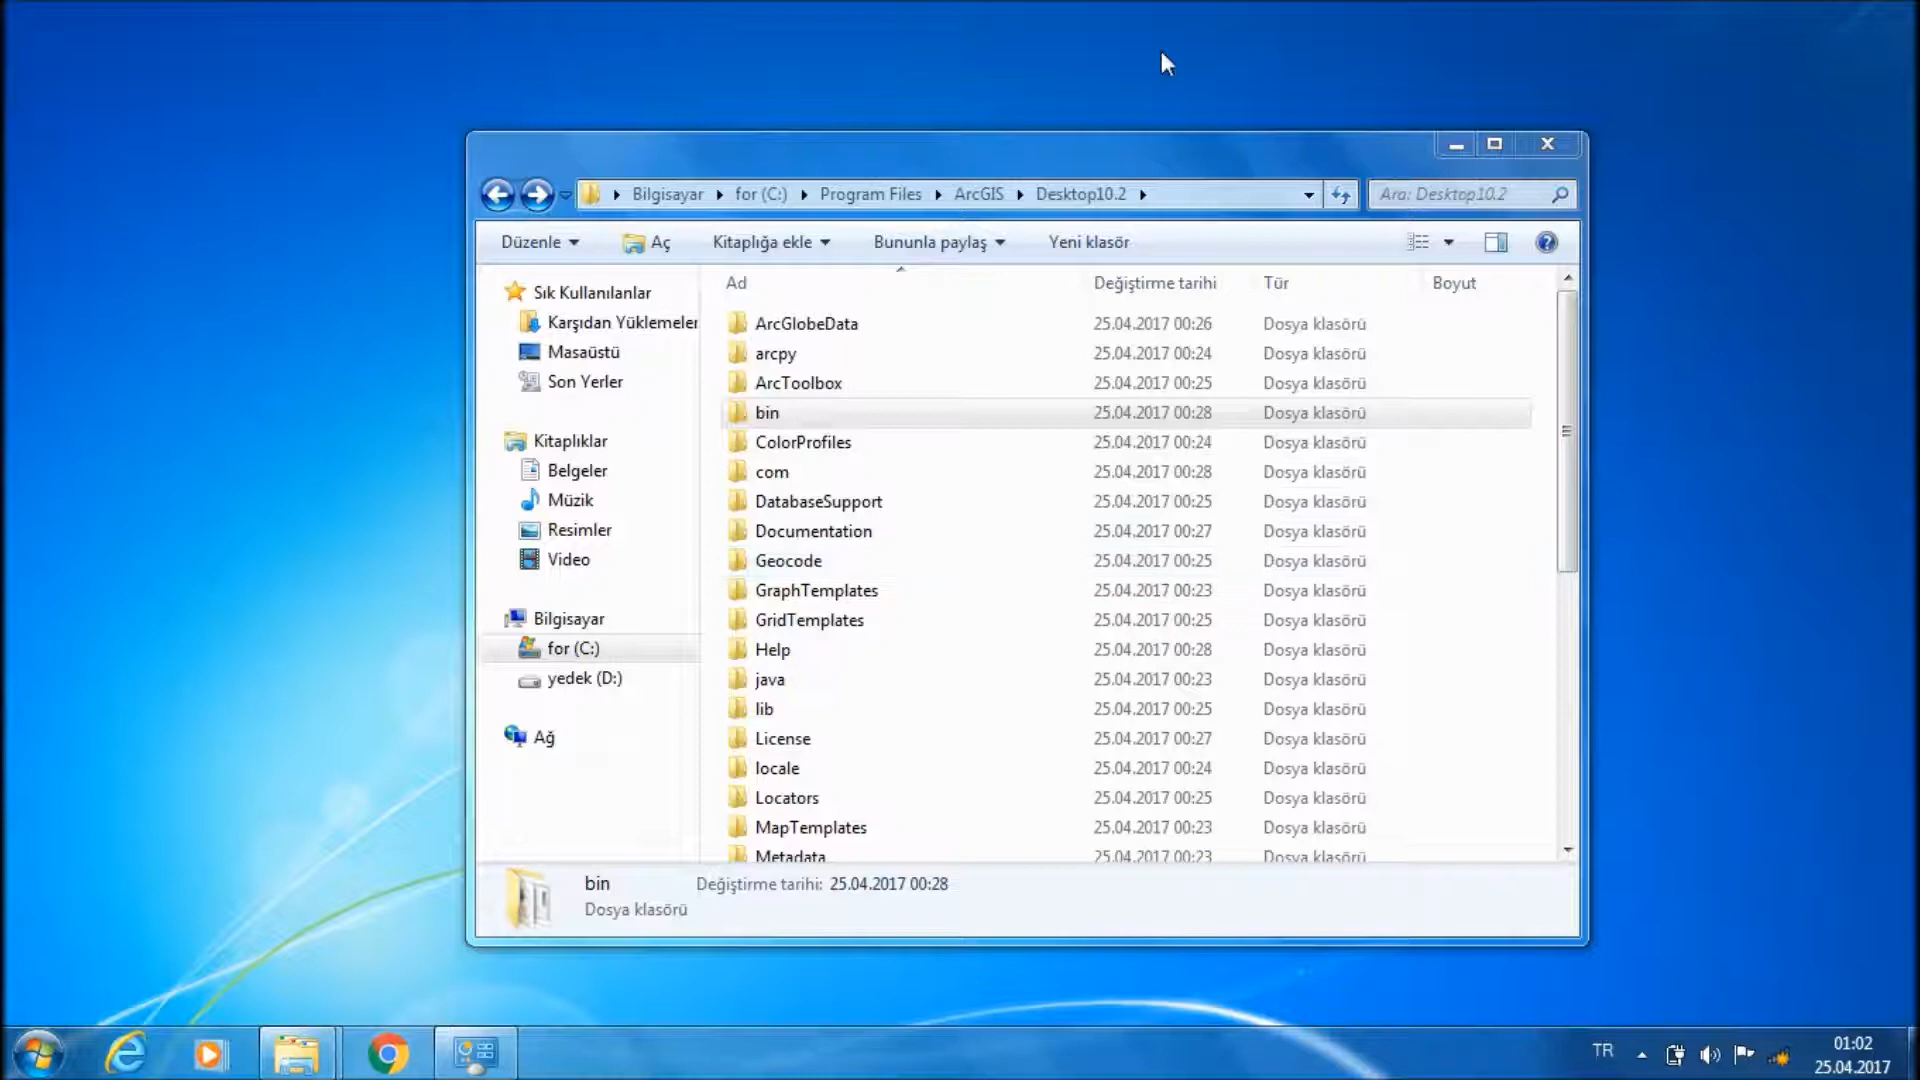 Bilgisayar for (C:) Program Files ArcGIS Desktop10.2 Ara: Desktop10.2
Düzenle Aç Kitaplığa ekle Bununla paylaş Yeni klasör
Sık Kullanılanlar
Karşıdan Yüklemeler
Masaüstü
Son Yerler
Kitaplıklar
Belgeler
Müzik
Resimler
Video
Bilgisayar
for (C:)
yedek (D:)
Ağ
Ad Değiştirme tarihi Tür Boyut
ArcGlobeData 25.04.2017 00:26 Dosya klasörü
arcpy 25.04.2017 00:24 Dosya klasörü
ArcToolbox 25.04.2017 00:25 Dosya klasörü
bin 25.04.2017 00:28 Dosya klasörü
ColorProfiles 25.04.2017 00:24 Dosya klasörü
com 25.04.2017 00:28 Dosya klasörü
DatabaseSupport 25.04.2017 00:25 Dosya klasörü
Documentation 25.04.2017 00:27 Dosya klasörü
Geocode 25.04.2017 00:25 Dosya klasörü
GraphTemplates 25.04.2017 00:23 Dosya klasörü
GridTemplates 25.04.2017 00:25 Dosya klasörü
Help 25.04.2017 00:28 Dosya klasörü
java 25.04.2017 00:23 Dosya klasörü
lib 25.04.2017 00:25 Dosya klasörü
License 25.04.2017 00:27 Dosya klasörü
locale 25.04.2017 00:24 Dosya klasörü
Locators 25.04.2017 00:25 Dosya klasörü
MapTemplates 25.04.2017 00:23 Dosya klasörü
Metadata 25.04.2017 00:23 Dosya klasörü
bin Değiştirme tarihi: 25.04.2017 00:28
Dosya klasörü
TR 01:02
25.04.2017